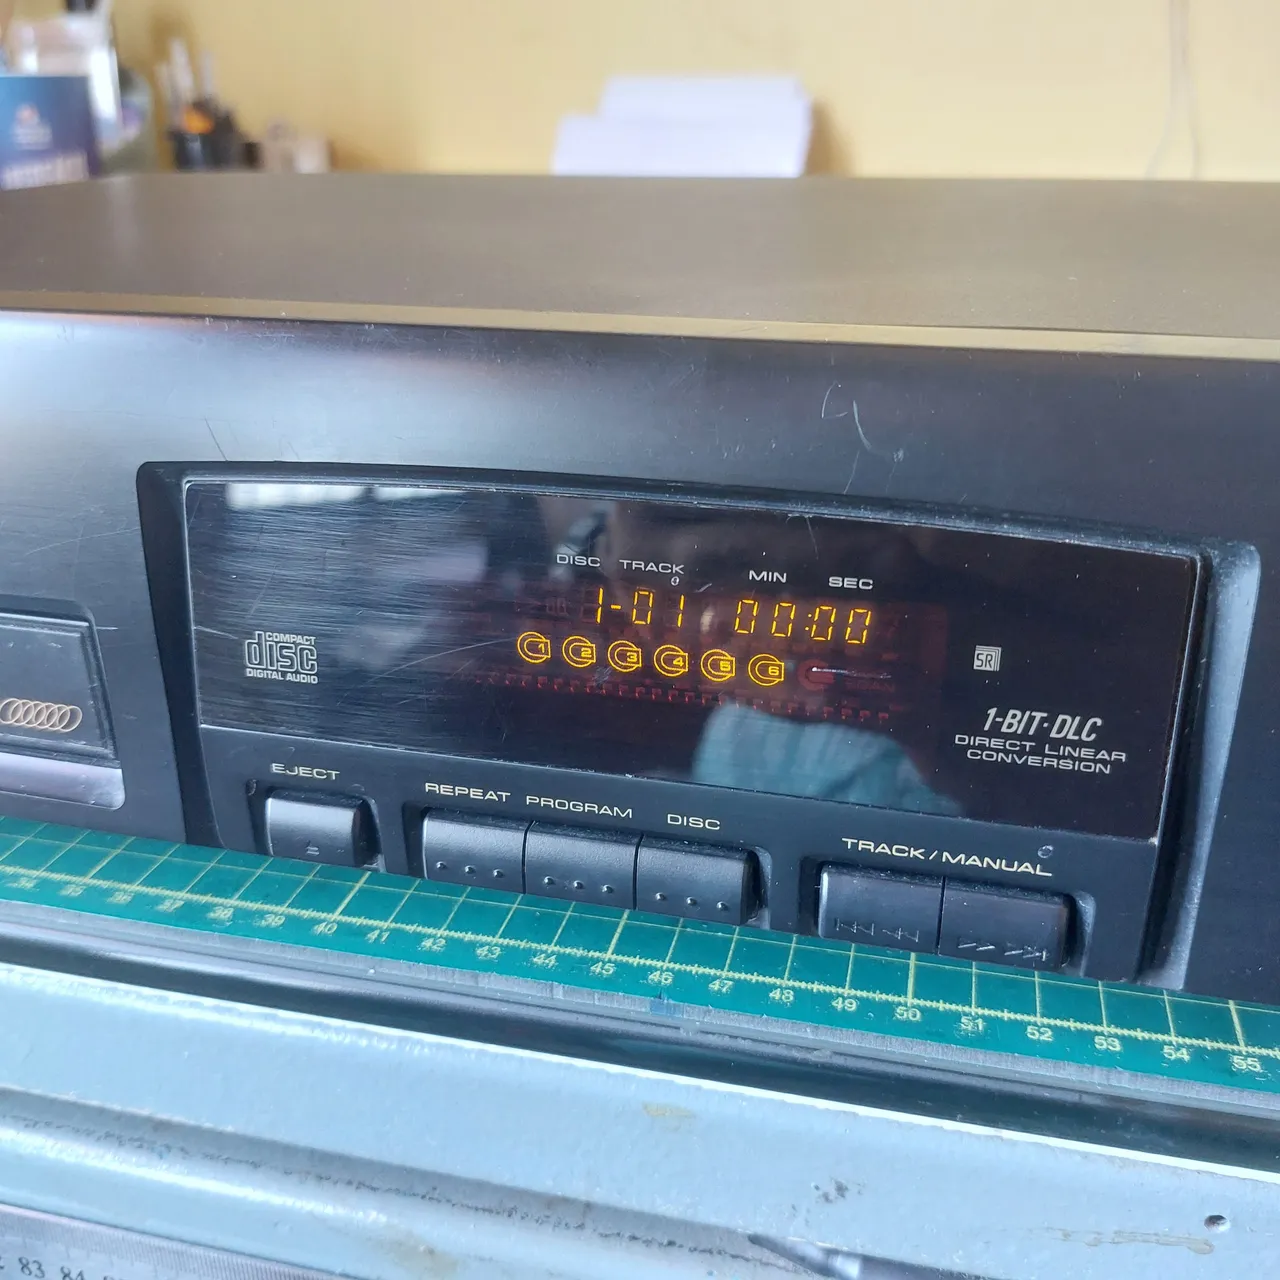 DISC TRACK MIN SEC
1-01 00:00
1 2 3 4 5 6
COMPACT
disc
DIGITAL AUDIO
SR
1-BIT·DLC
DIRECT LINEAR
CONVERSION
EJECT
REPEAT PROGRAM DISC
TRACK/MANUAL
34 35 36 37 38 39 40 41 42 43 44 45 46 47 48 49 50 51 52 53 54 55
83 84